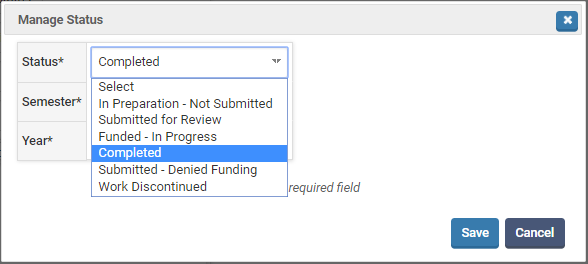 Manage Status
Status*
Completed
Select
In Preparation - Not Submitted
Semester*
Submitted for Review
Funded - In Progress
Year*
Completed
Submitted - Denied Funding
Work Discontinued
required field
Save
Cancel